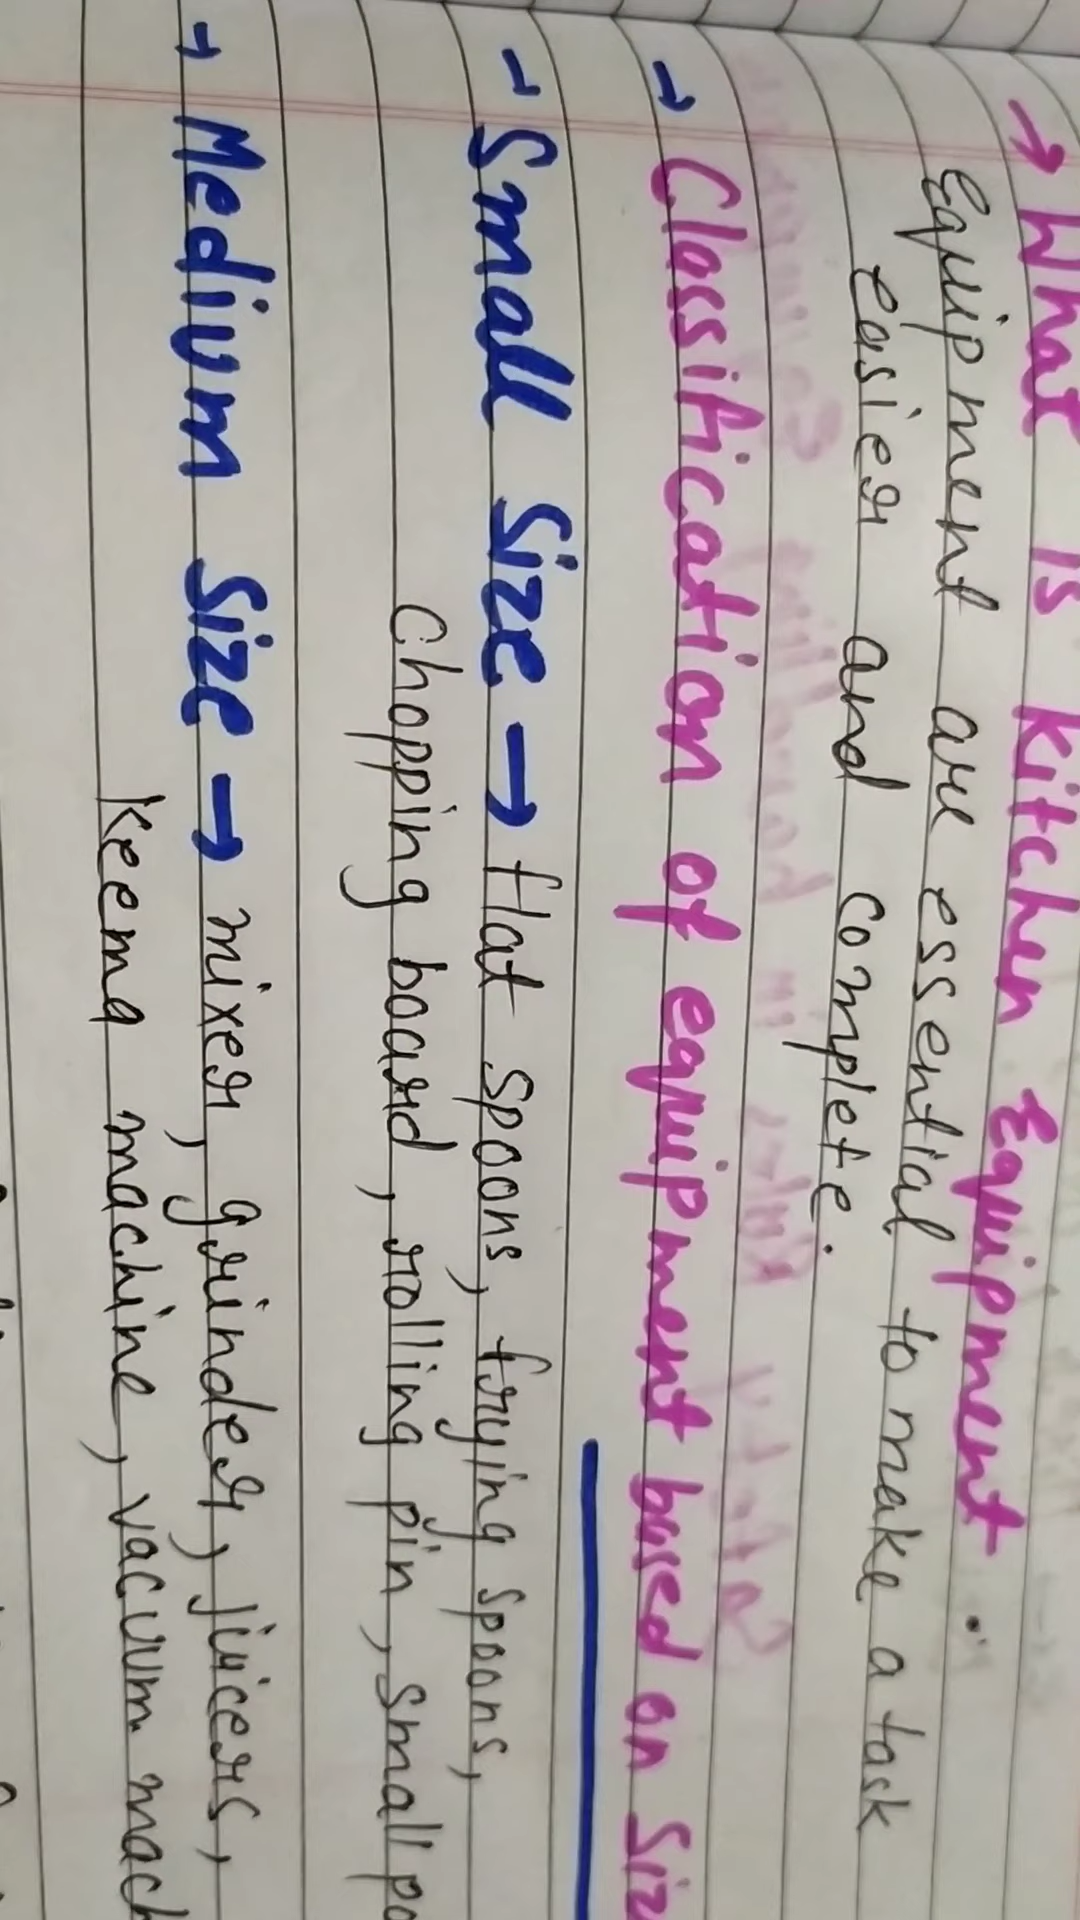 → What is kitchen Equipment.
Equipment are essential to make a task
easier and complete.
→ Classification of equipment based on Siz
→ Small Size → flat spoons, frying spoons,
Chopping board, rolling pin, small po
→ Medium Size → mixer, grinder, juicers,
keema machine, vacuum mach